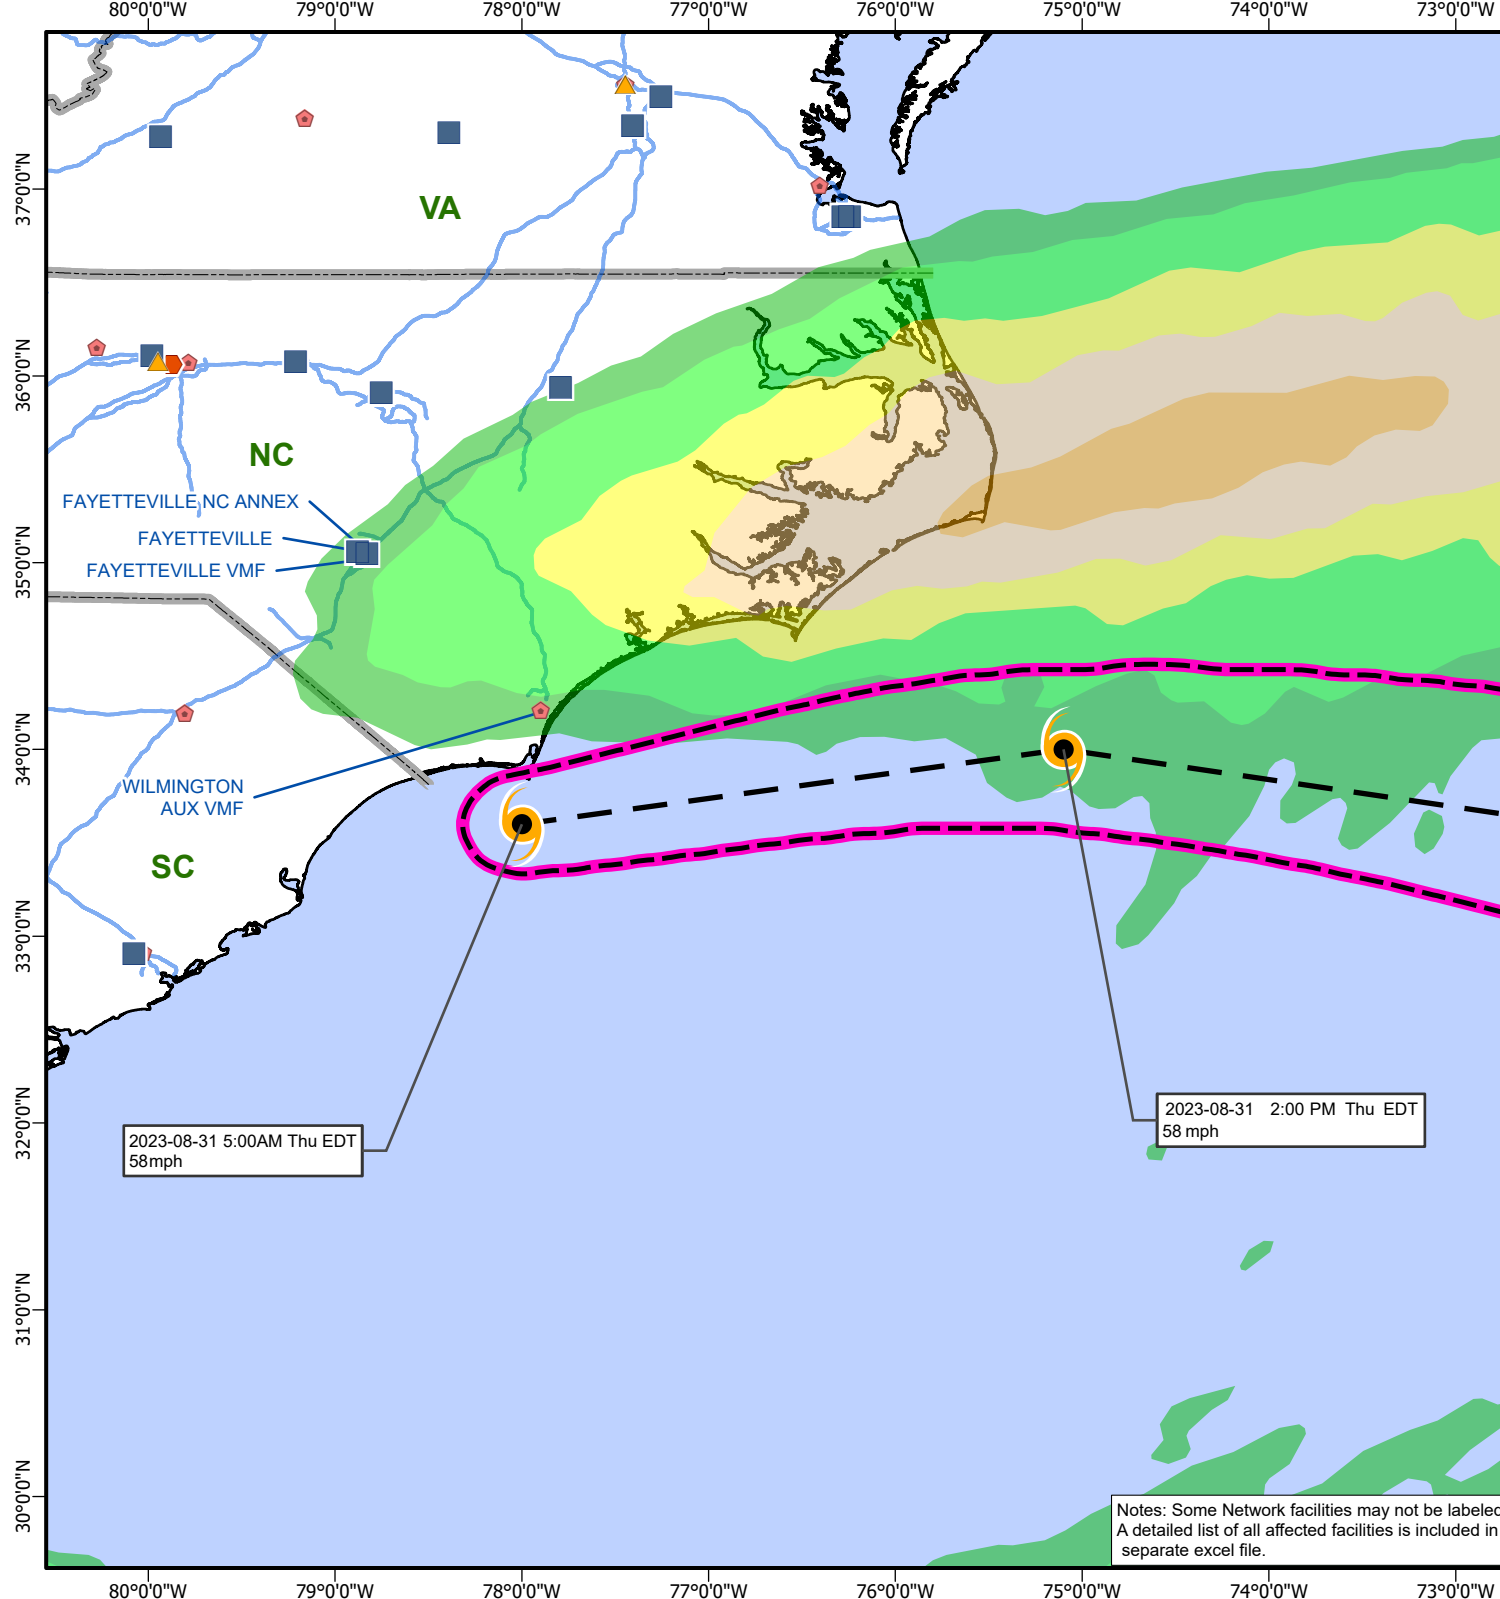 80°0'0"W 79°0'0"W 78°0'0"W 77°0'0"W 76°0'0"W 75°0'0"W 74°0'0"W 73°0'0"W
37°0'0"N
VA
36°0'0"N
NC
FAYETTEVILLE NC ANNEX
FAYETTEVILLE
FAYETTEVILLE VMF
35°0'0"N
34°0'0"N
WILMINGTON
AUX VMF
SC
33°0'0"N
32°0'0"N
2023-08-31 5:00AM Thu EDT
58mph
2023-08-31 2:00 PM Thu EDT
58 mph
31°0'0"N
30°0'0"N
Notes: Some Network facilities may not be labeled
A detailed list of all affected facilities is included in
separate excel file.
80°0'0"W 79°0'0"W 78°0'0"W 77°0'0"W 76°0'0"W 75°0'0"W 74°0'0"W 73°0'0"W